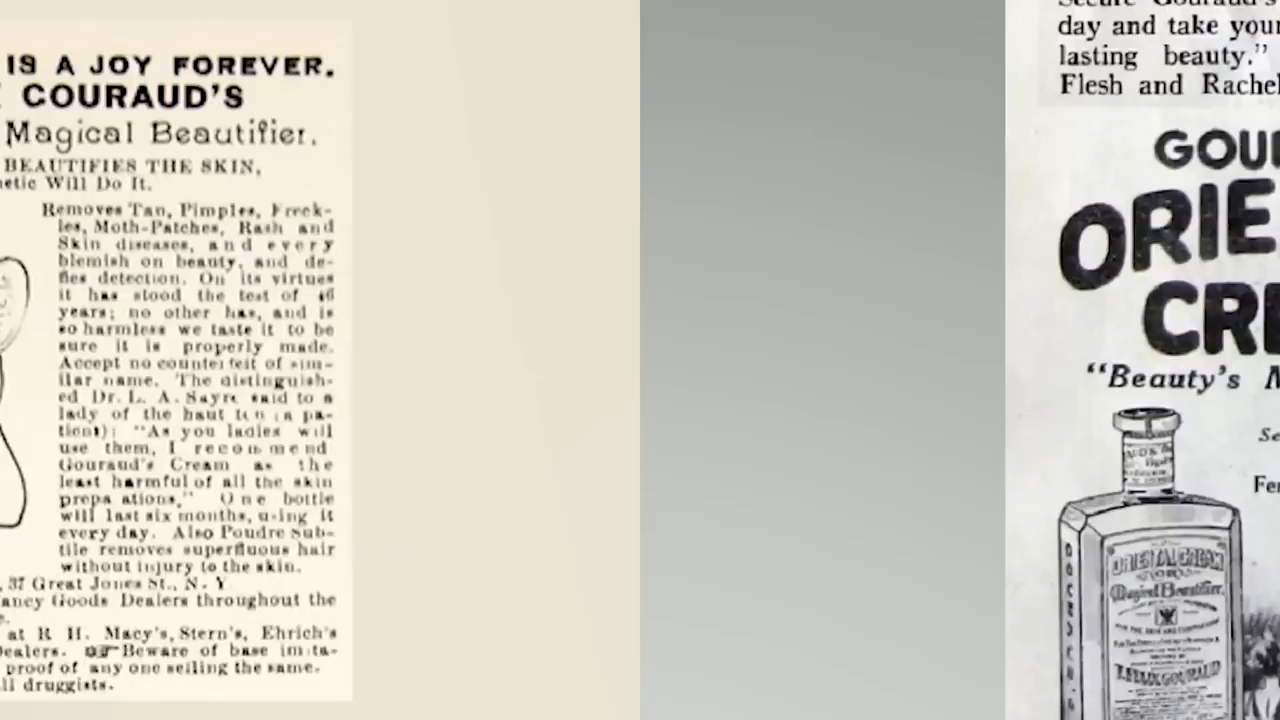 IS A JOY FOREVER.
COURAUD'S
Magical Beautifier.
BEAUTIFIES THE SKIN,
etic Will Do It.
Removes Tan, Pimples, Freck-
les, Moth-Patches, Rash and
Skin diseases, and every
blemish on beauty, and de-
fies detection. On its virtues
it has stood the test of 46
years; no other has, and is
so harmless we taste it to be
sure it is properly made.
Accept no counterfeit of sim-
ilar name. The distinguish-
ed Dr. L. A. Sayre said to a
lady of the haut ton (a pa-
tient): "As you ladies will
use them, I recommend
Gouraud's Cream as the
least harmful of all the skin
prepa ations." One bottle
will last six months, using it
every day. Also Poudre Sub-
tile removes superfluous hair
without injury to the skin.
, 37 Great Jones St., N. Y
ancy Goods Dealers throughout the
at R H. Macy's, Stern's, Ehrich's
Dealers. ☞ Beware of base imita-
proof of any one selling the same.
ll druggists.
day and take your
lasting beauty."
Flesh and Rachel
GOU
ORIE
CRE
"Beauty's M
Se
Fer
ORIENTAL CREAM
OR
Magical Beautifier.
T. FELIX GOURAUD